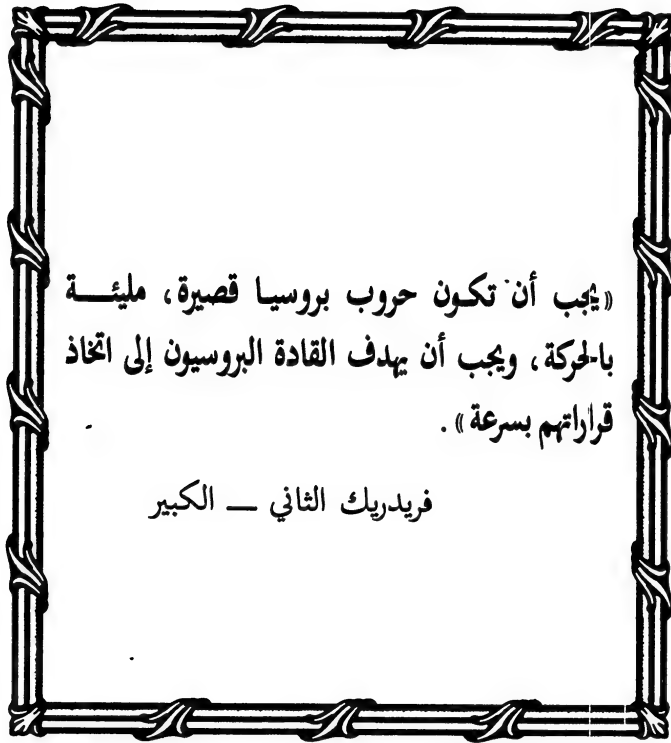 «يجب أن تكون حروب بروسيا قصيرة، مليئة
بالحركة، ويجب أن يهدف القادة البروسيون إلى اتخاذ
قراراتهم بسرعة».
فريدريك الثاني — الكبير